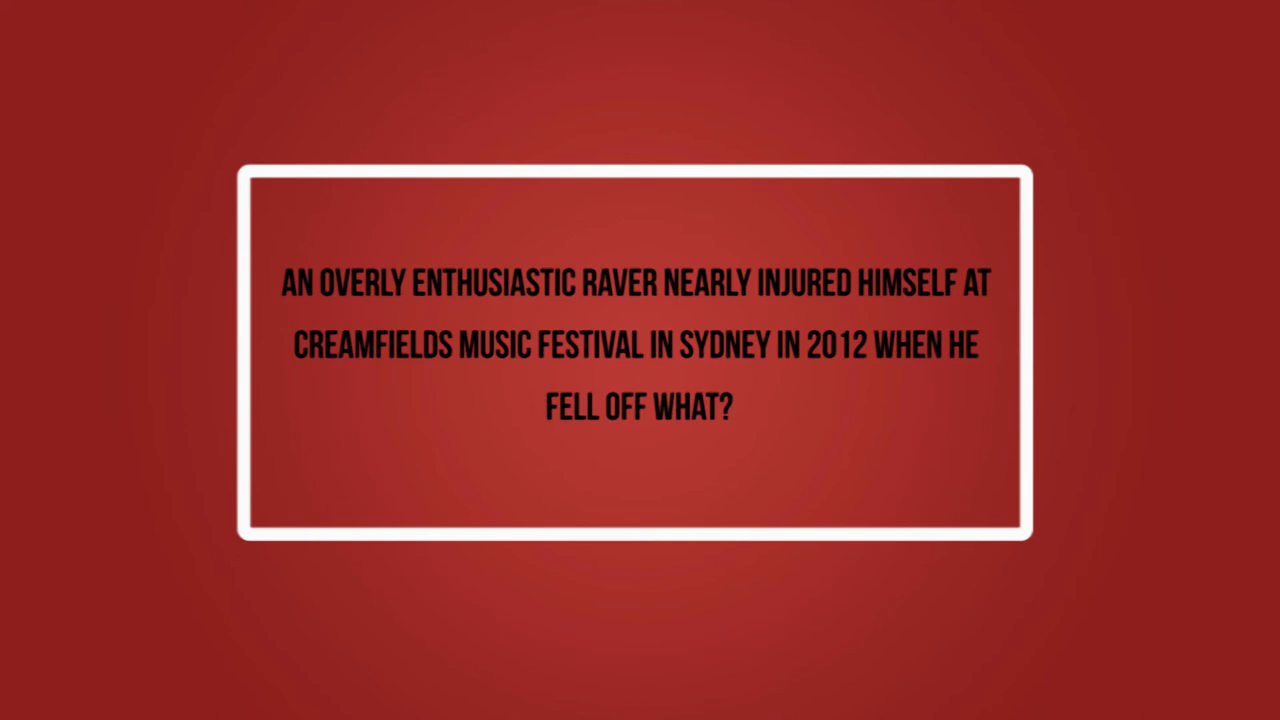 AN OVERLY ENTHUSIASTIC RAVER NEARLY INJURED HIMSELF AT
CREAMFIELDS MUSIC FESTIVAL IN SYDNEY IN 2012 WHEN HE
FELL OFF WHAT?